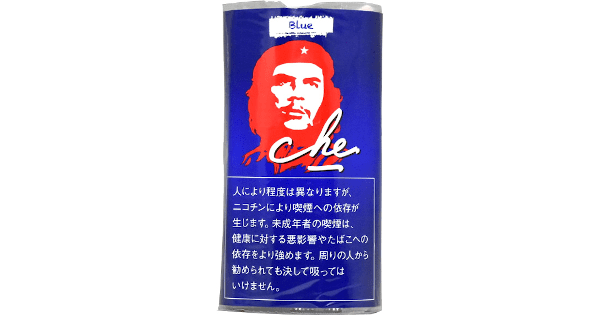 Blue
che
人により程度は異なりますが、
ニコチンにより喫煙への依存が
生じます。未成年者の喫煙は、
健康に対する悪影響やたばこへの
依存をより強めます。周りの人から
勧められても決して吸っては
いけません。